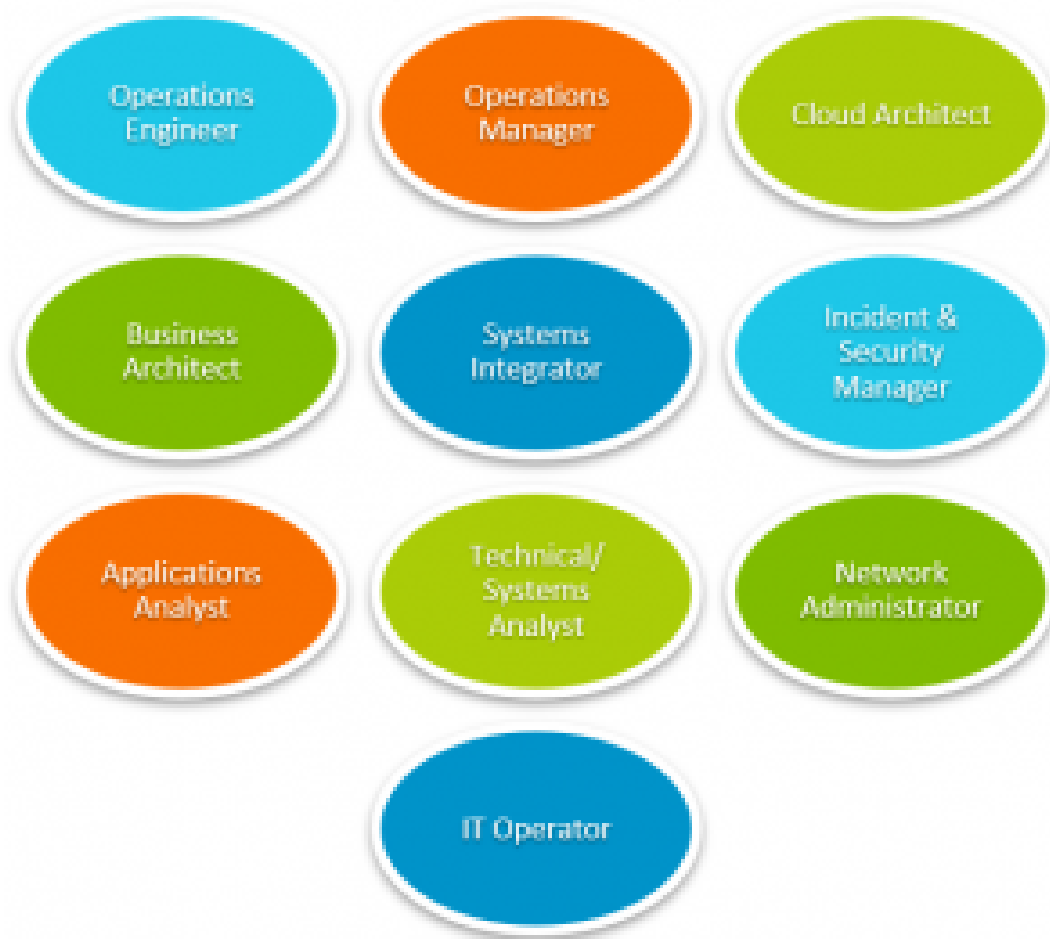 Operations
Engineer
Operations
Manager
Cloud Architect
Business
Architect
Systems
Integrator
Incident &
Security
Manager
Applications
Analyst
Technical/
Systems
Analyst
Network
Administrator
IT Operator